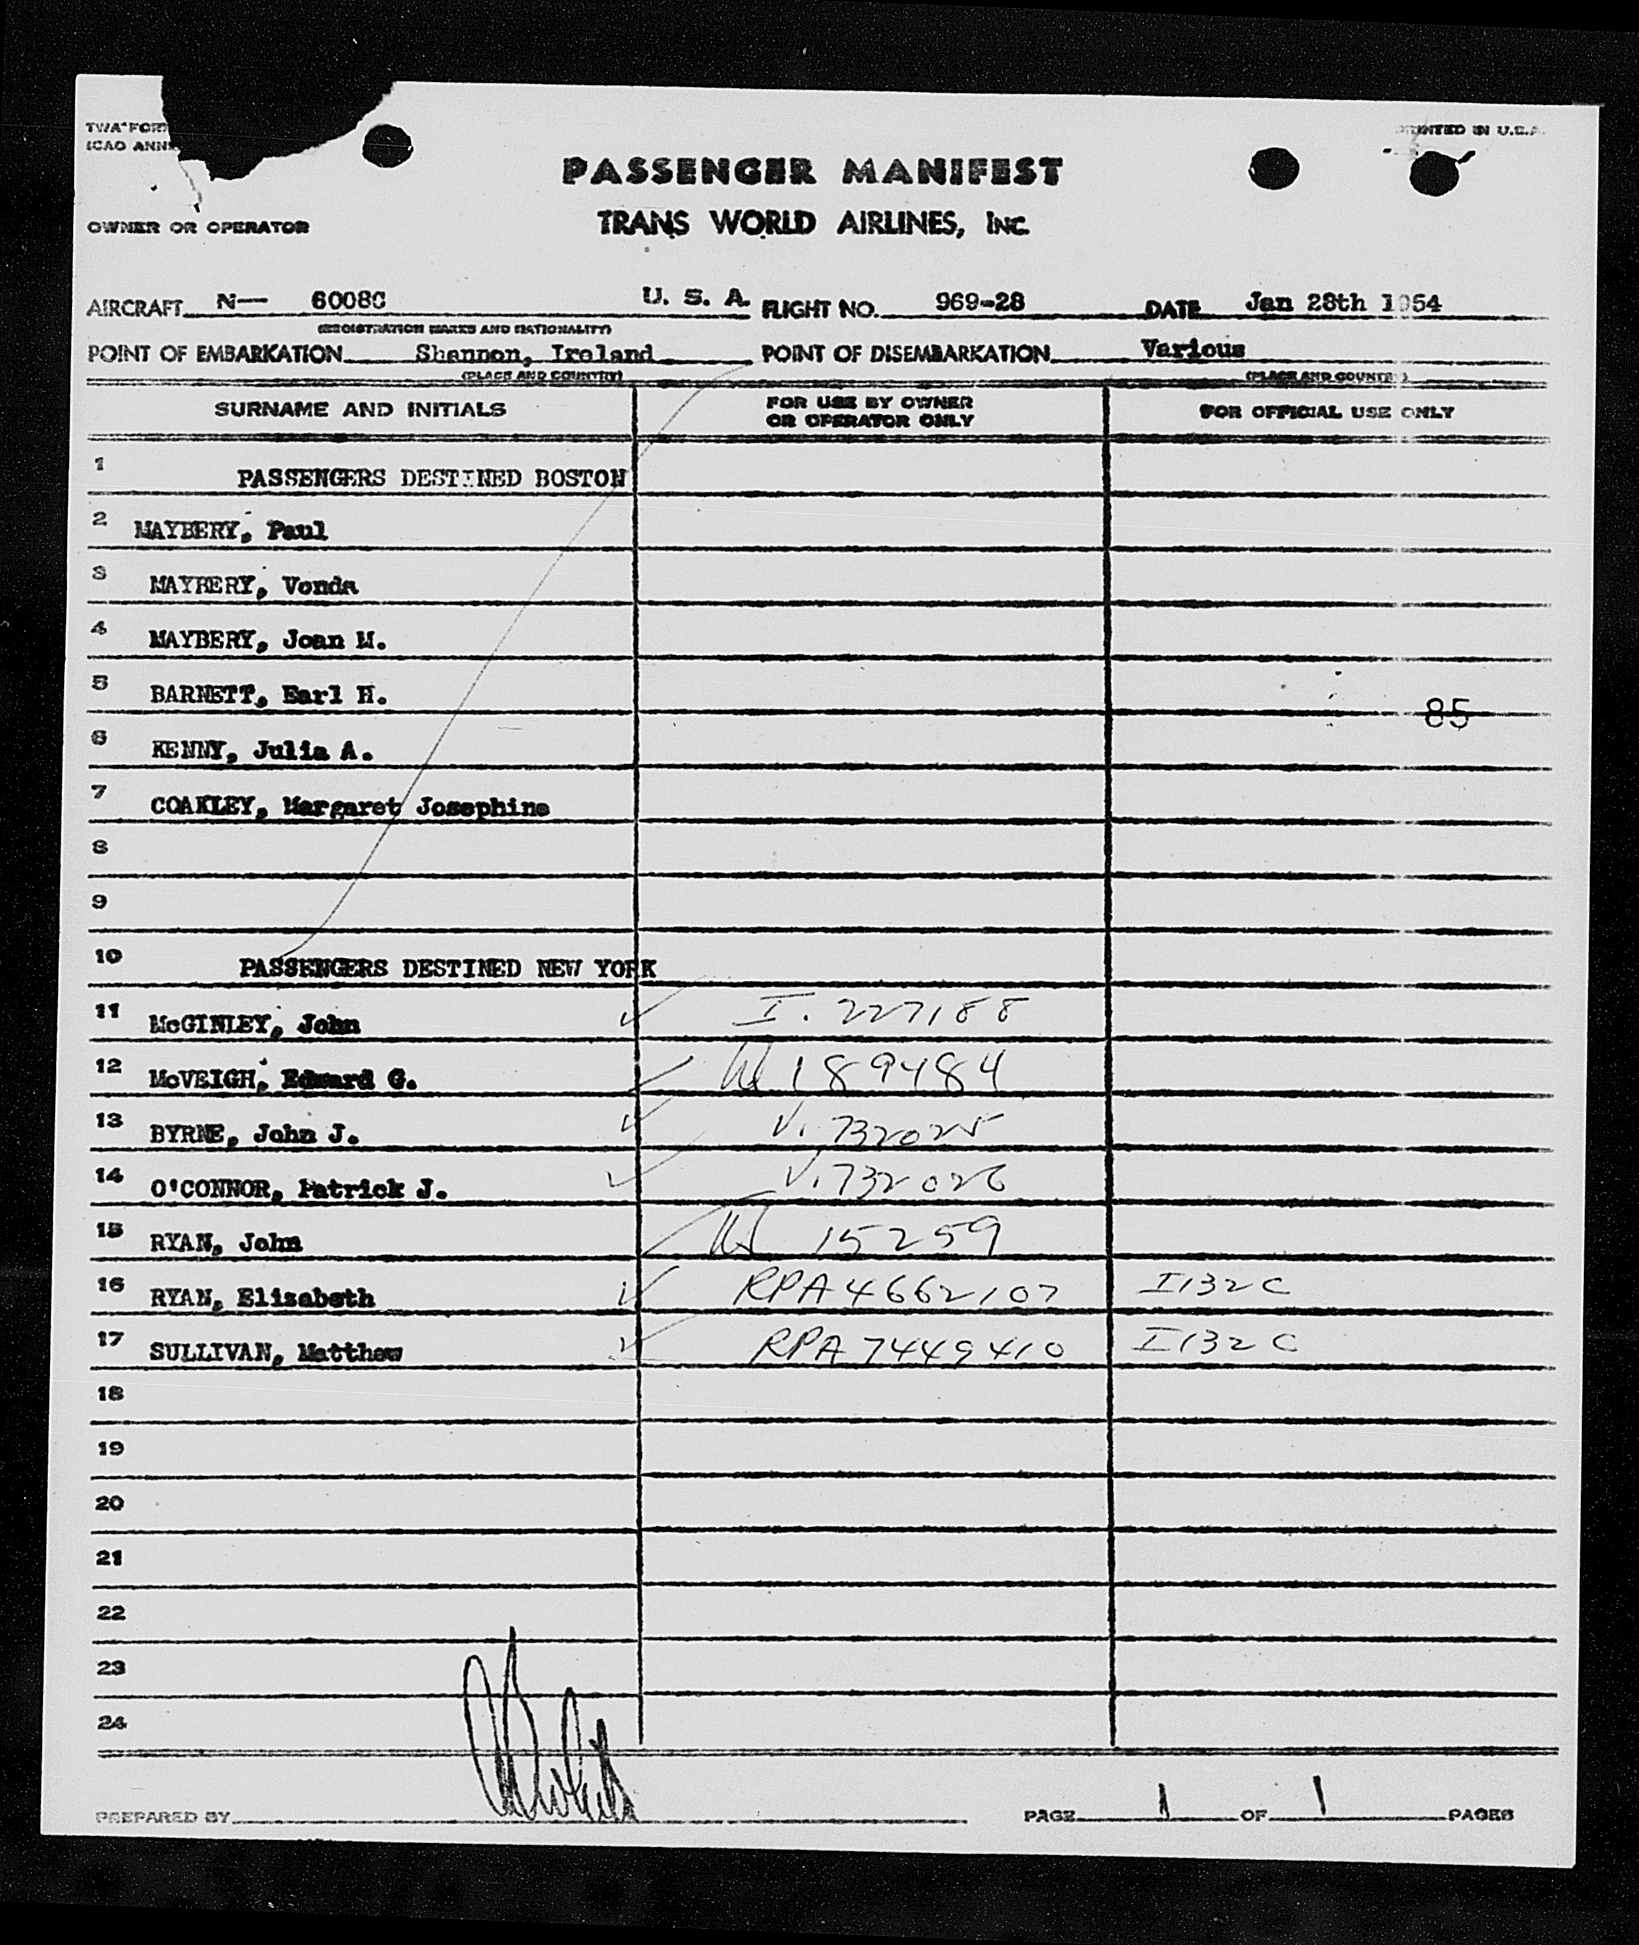 TWA FORM
ICAO ANN
PRINTED IN U.S.A.
PASSENGER MANIFEST
OWNER OR OPERATOR
TRANS WORLD AIRLINES, INC.
AIRCRAFT N— 6008C U. S. A. FLIGHT NO. 969-28 DATE Jan 28th 1954
(REGISTRATION MARKS AND NATIONALITY)
POINT OF EMBARKATION Shannon, Ireland POINT OF DISEMBARKATION Various
(PLACE AND COUNTRY) (PLACE AND COUNTRY)
SURNAME AND INITIALS FOR USE BY OWNER OR OPERATOR ONLY FOR OFFICIAL USE ONLY
1 PASSENGERS DESTINED BOSTON
2 MAYBERY, Paul
3 MAYBERY, Vonda
4 MAYBERY, Joan M.
5 BARNETT, Earl H.
85
6 KENNY, Julia A.
7 COAKLEY, Margaret Josephine
8
9
10 PASSENGERS DESTINED NEW YORK
11 McGINLEY, John I. 227188
12 McVEIGH, Edward G. 189484
13 BYRNE, John J. V. 732025
14 O'CONNOR, Patrick J. V. 732026
15 RYAN, John 15259
16 RYAN, Elizabeth RPA 4662107 I132C
17 SULLIVAN, Matthew RPA 7449410 I132C
18
19
20
21
22
23
24
PREPARED BY PAGE 1 OF 1 PAGES